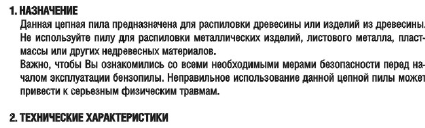 1. НАЗНАЧЕНИЕ
Данная цепная пила предназначена для распиловки древесины или изделий из древесины.
Не используйте пилу для распиловки металлических изделий, листового металла, пласт-
массы или других недревесных материалов.
Важно, чтобы Вы ознакомились со всеми необходимыми мерами безопасности перед на-
чалом эксплуатации бензопилы. Неправильное использование данной цепной пилы может
привести к серьезным физическим травмам.
2. ТЕХНИЧЕСКИЕ ХАРАКТЕРИСТИКИ